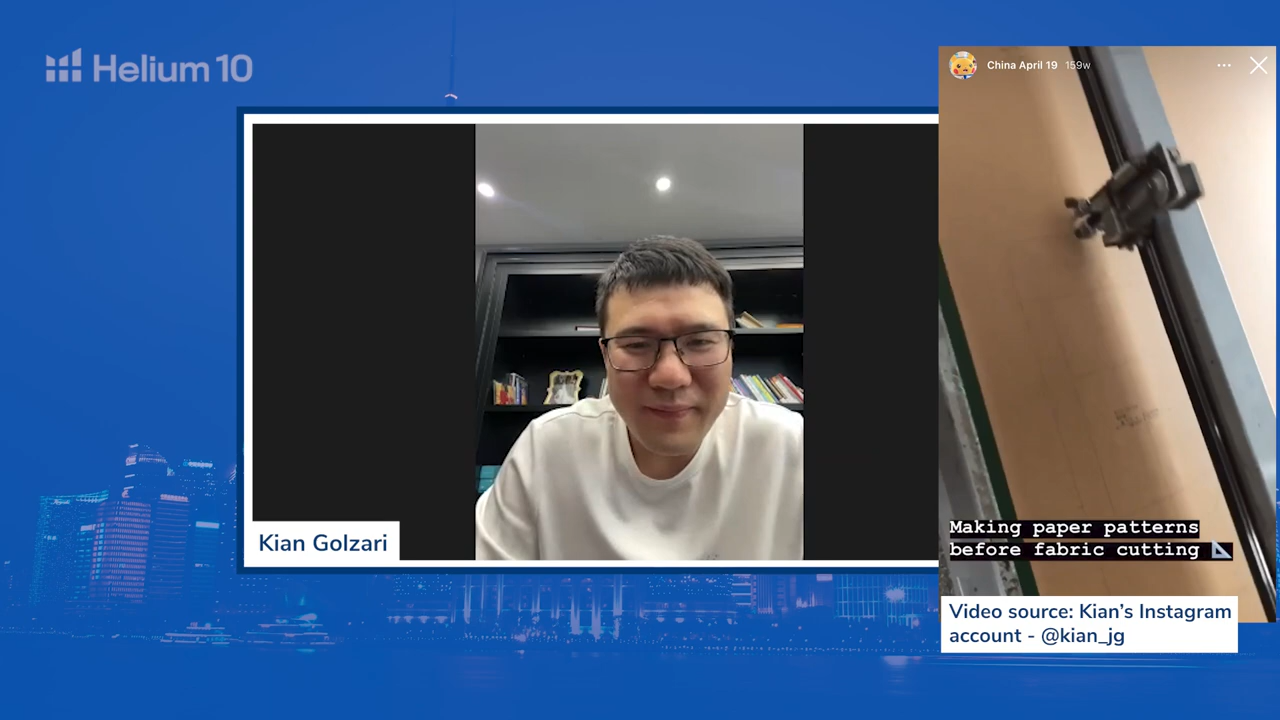 Helium 10
China April 19 159w
Kian Golzari
Making paper patterns
before fabric cutting
Video source: Kian's Instagram
account - @kian_jg